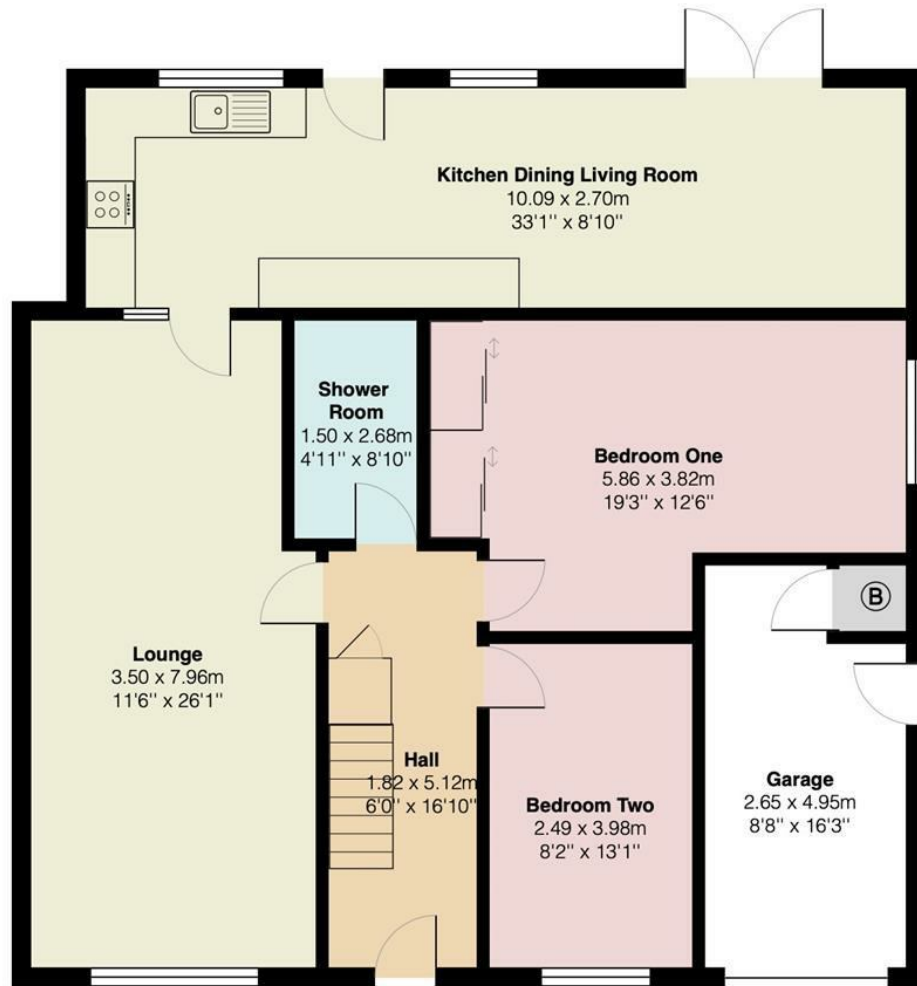 Kitchen Dining Living Room
10.09 x 2.70m
33'1'' x 8'10''
Shower
Room
1.50 x 2.68m
4'11'' x 8'10''
Bedroom One
5.86 x 3.82m
19'3'' x 12'6''
B
Lounge
3.50 x 7.96m
11'6'' x 26'1''
Hall
1.82 x 5.12m
6'0'' x 16'10''
Bedroom Two
2.49 x 3.98m
8'2'' x 13'1''
Garage
2.65 x 4.95m
8'8'' x 16'3''